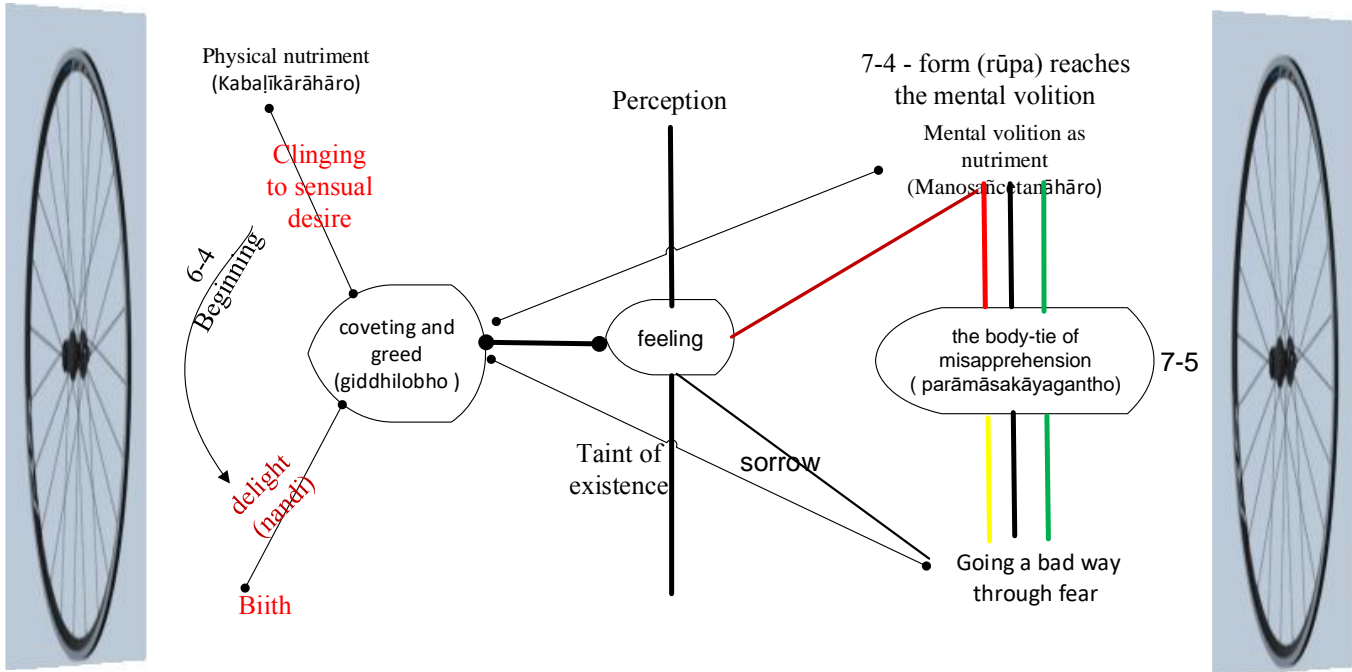 Physical nutriment
(Kabaḷīkārāhāro)
Clinging
to sensual
desire
6-4
Beginning
delight
(nandi)
Biith
coveting and
greed
(giddhilobho )
Perception
feeling
Taint of
existence
sorrow
7-4 - form (rūpa) reaches
the mental volition
Mental volition as
nutriment
(Manosañcetanāhāro)
the body-tie of
misapprehension
( parāmāsakāyagantho)
7-5
Going a bad way
through fear